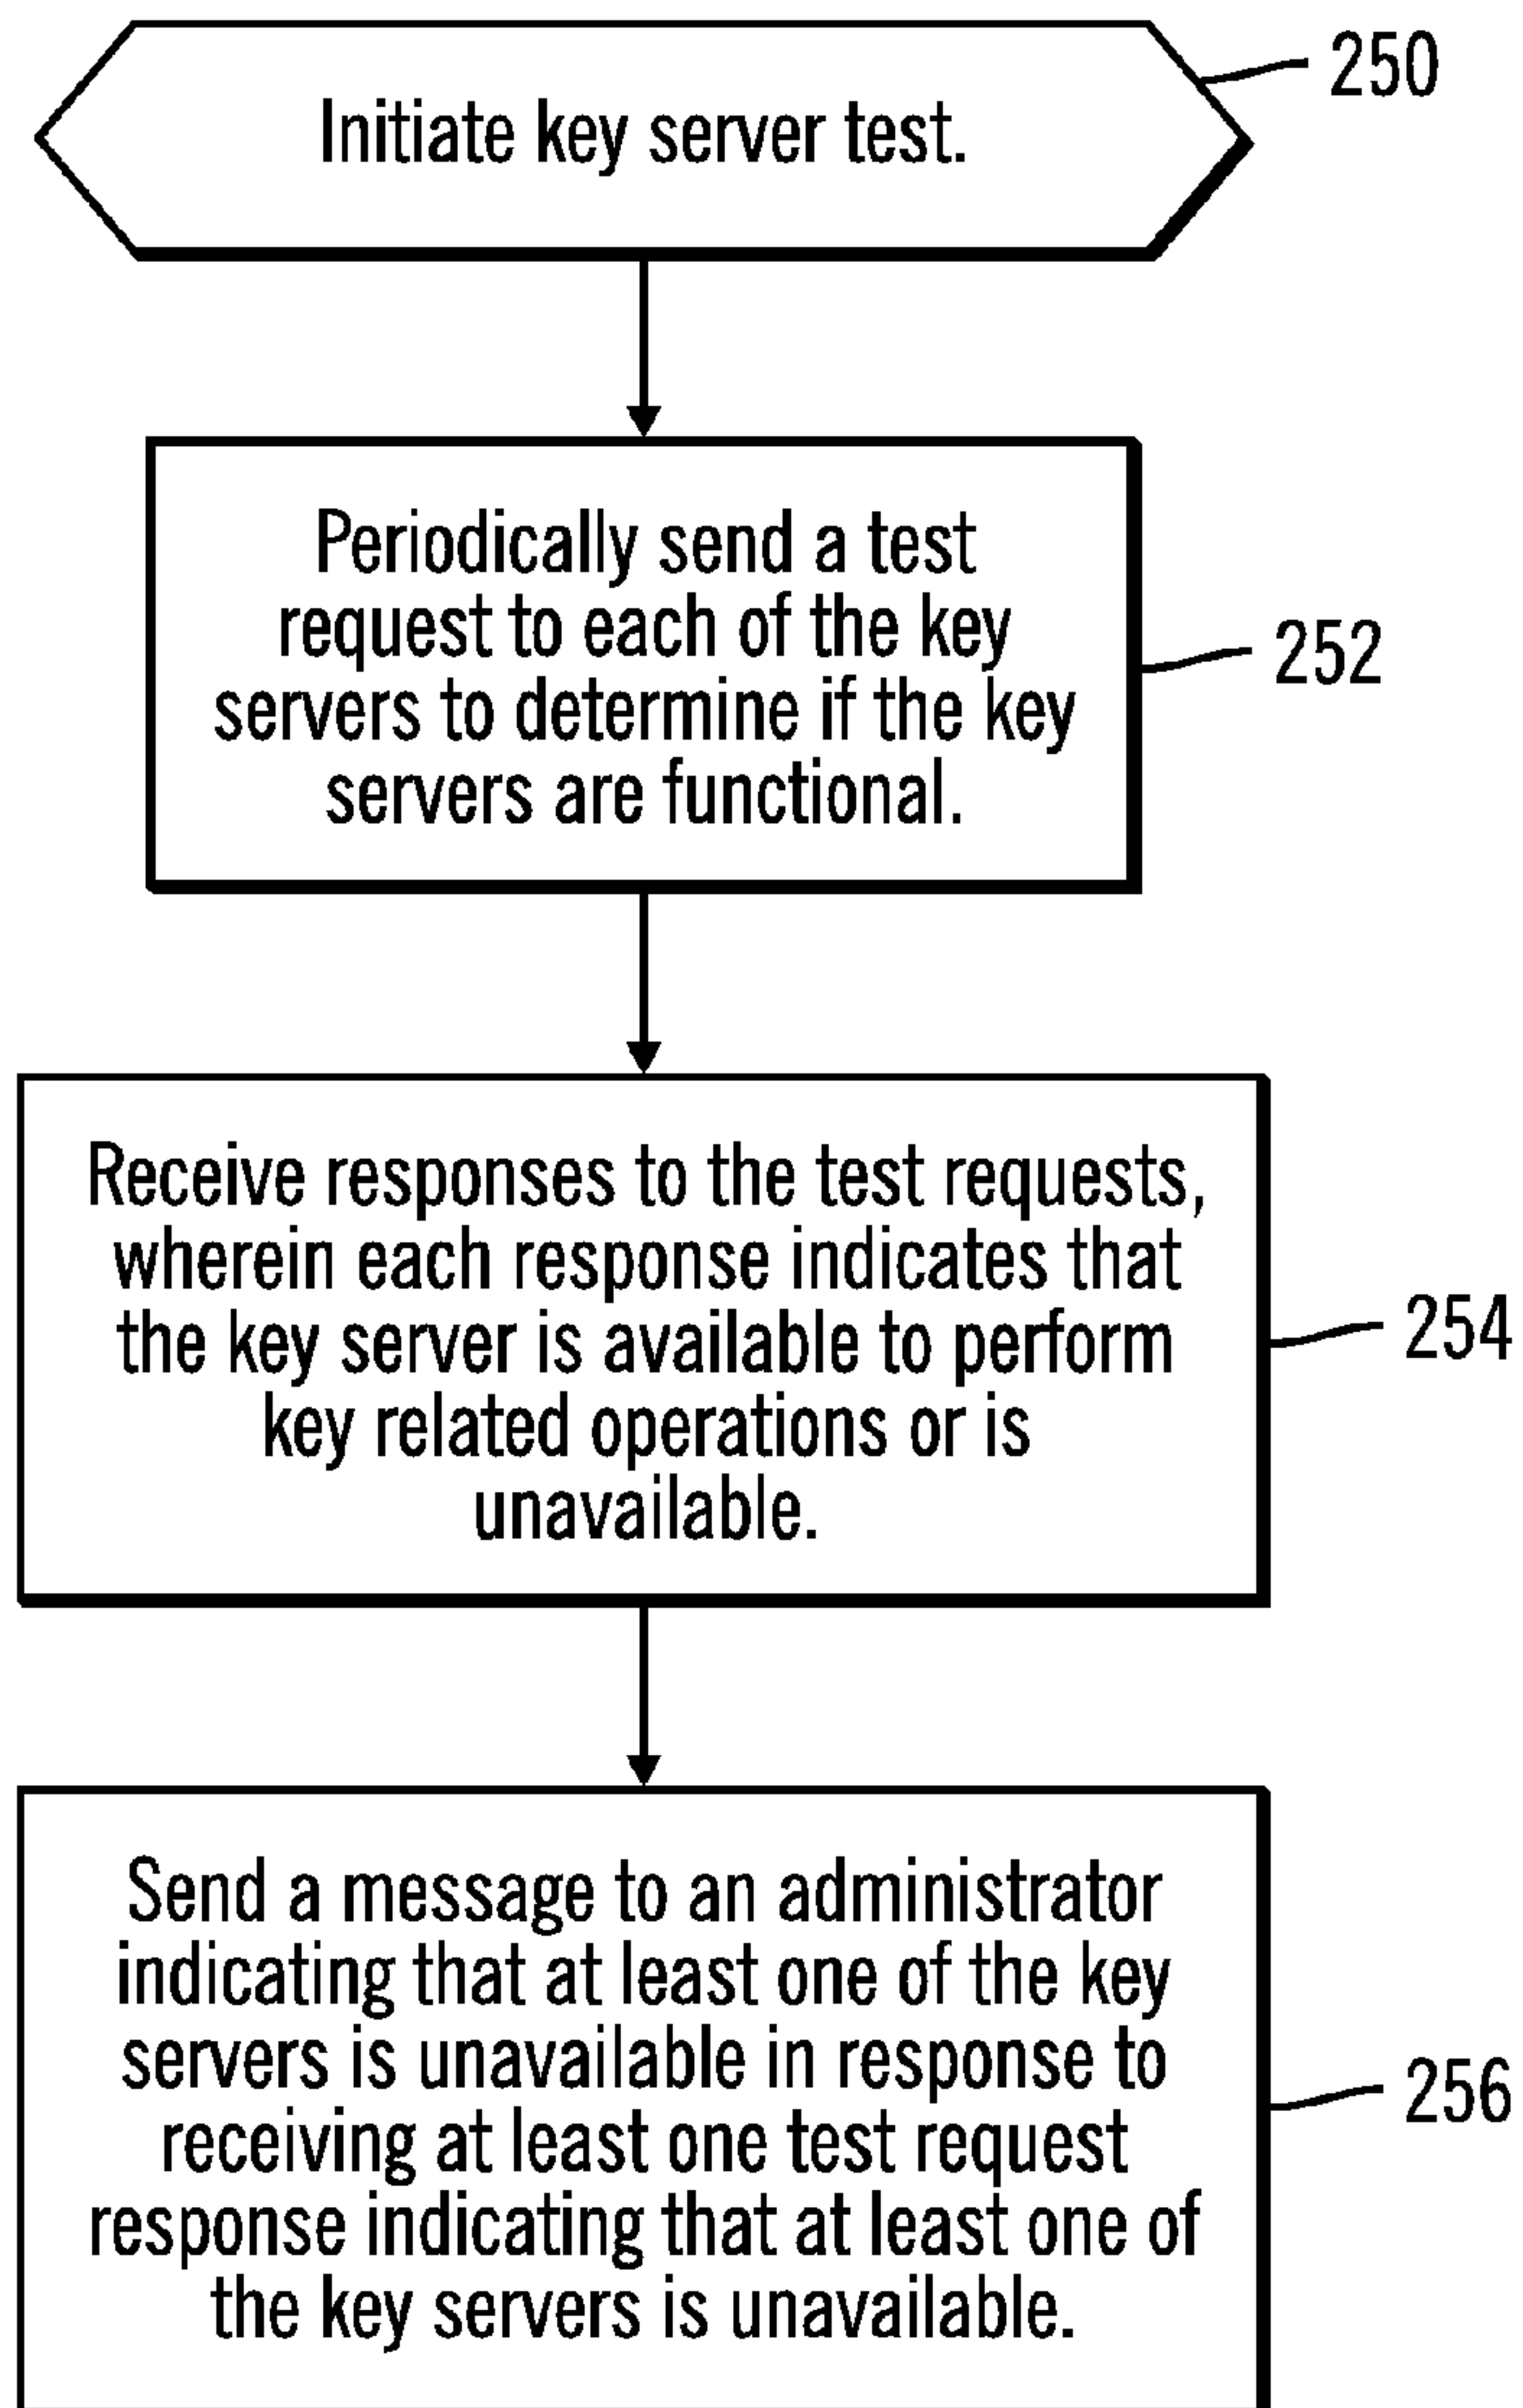 250
Initiate key server test.
Periodically send a test
request to each of the key
servers to determine if the key
servers are functional.
252
Receive responses to the test requests,
wherein each response indicates that
the key server is available to perform
key related operations or is
unavailable.
254
Send a message to an administrator
indicating that at least one of the key
servers is unavailable in response to
receiving at least one test request
response indicating that at least one of
the key servers is unavailable.
256